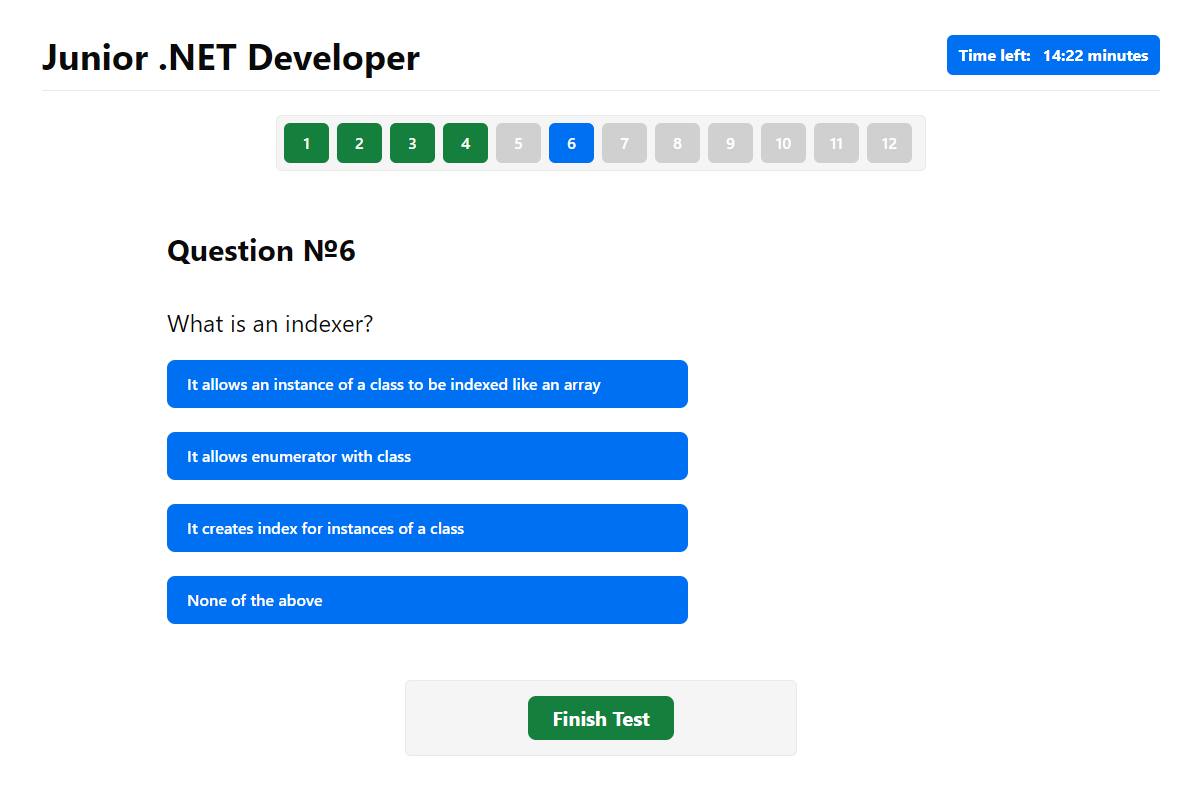 Junior .NET Developer
Time left: 14:22 minutes
1 2 3 4 5 6 7 8 9 10 11 12
Question №6
What is an indexer?
It allows an instance of a class to be indexed like an array
It allows enumerator with class
It creates index for instances of a class
None of the above
Finish Test